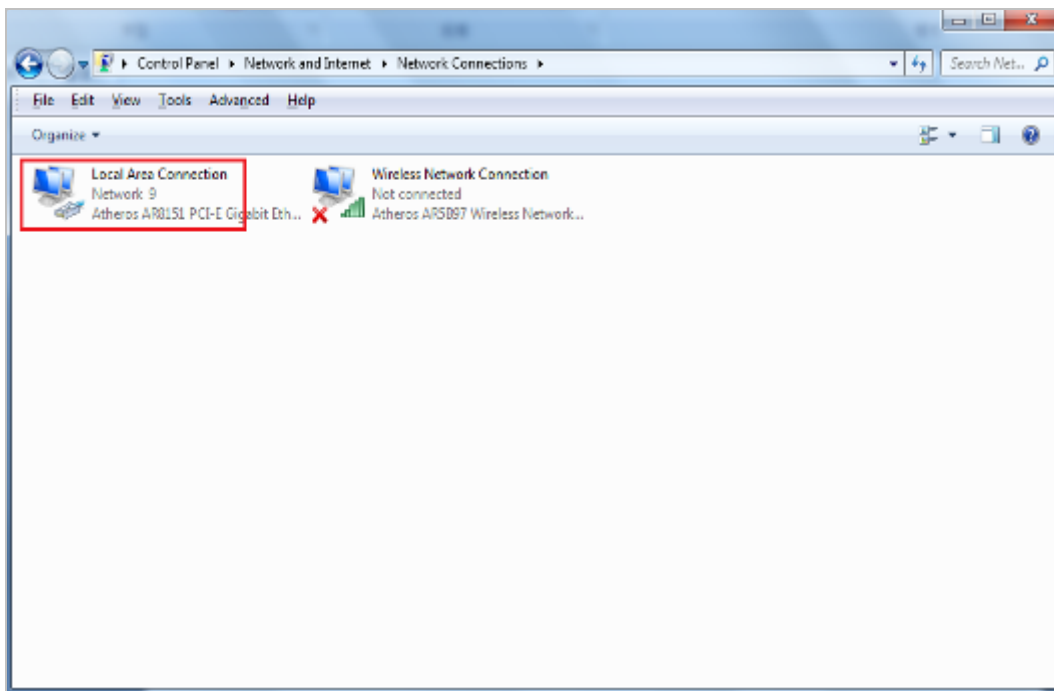 Control Panel Network and Internet Network Connections Search Net...
File Edit View Tools Advanced Help
Organize
Local Area Connection
Network 9
Atheros AR8151 PCI-E Gigabit Eth...
Wireless Network Connection
Not connected
Atheros AR5B97 Wireless Network...